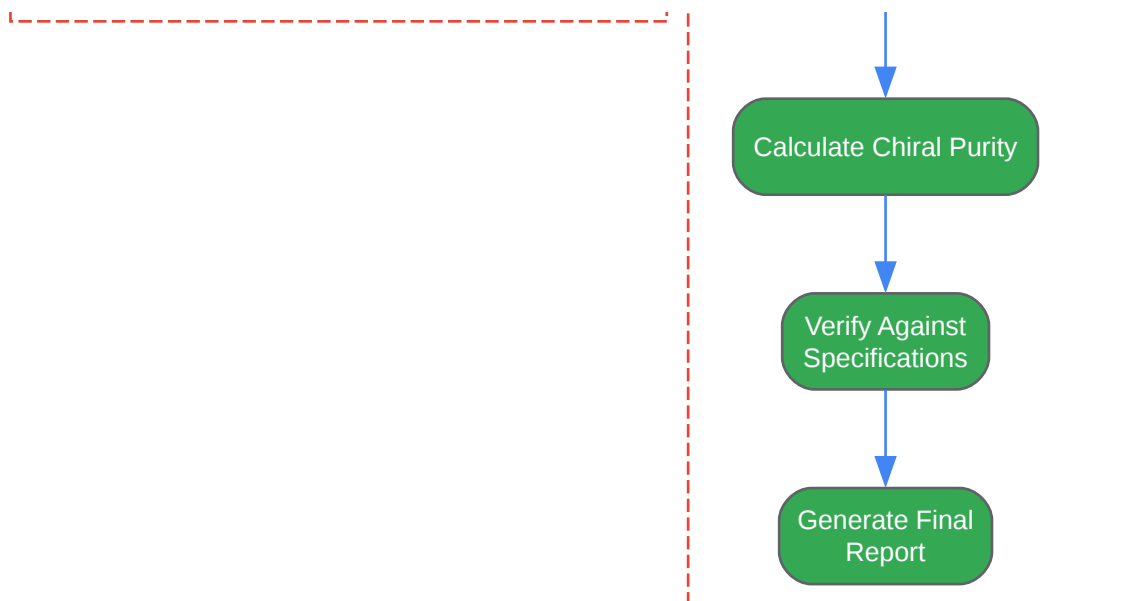 Calculate Chiral Purity
Verify Against
Specifications
Generate Final
Report